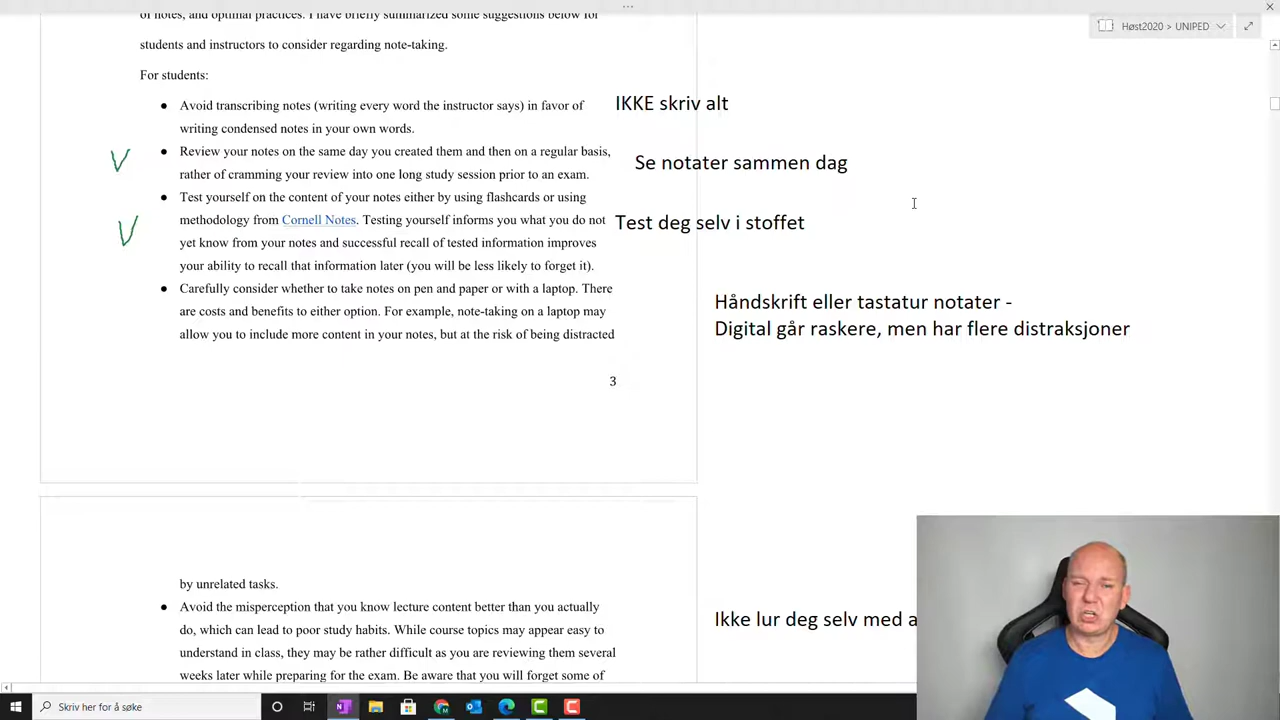 Høst2020 > UNIPED
of notes, and optimal practices. I have briefly summarized some suggestions below for
students and instructors to consider regarding note-taking.
For students:
● Avoid transcribing notes (writing every word the instructor says) in favor of
writing condensed notes in your own words.
IKKE skriv alt
V
● Review your notes on the same day you created them and then on a regular basis,
rather of cramming your review into one long study session prior to an exam.
Se notater sammen dag
V
● Test yourself on the content of your notes either by using flashcards or using
methodology from Cornell Notes. Testing yourself informs you what you do not
yet know from your notes and successful recall of tested information improves
your ability to recall that information later (you will be less likely to forget it).
Test deg selv i stoffet
● Carefully consider whether to take notes on pen and paper or with a laptop. There
are costs and benefits to either option. For example, note-taking on a laptop may
allow you to include more content in your notes, but at the risk of being distracted
Håndskrift eller tastatur notater -
Digital går raskere, men har flere distraksjoner
3
by unrelated tasks.
● Avoid the misperception that you know lecture content better than you actually
do, which can lead to poor study habits. While course topics may appear easy to
understand in class, they may be rather difficult as you are reviewing them several
weeks later while preparing for the exam. Be aware that you will forget some of
Ikke lur deg selv med a
Skriv her for å søke